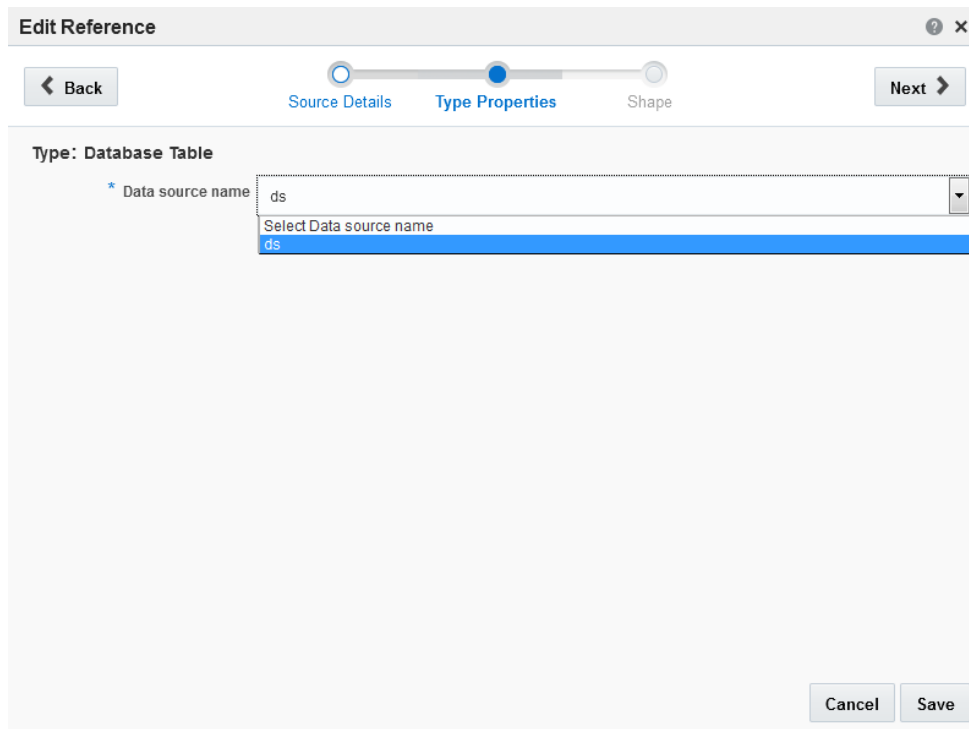 Edit Reference
Back
Source Details
Type Properties
Shape
Next
Type: Database Table
* Data source name
ds
Select Data source name
ds
Cancel
Save